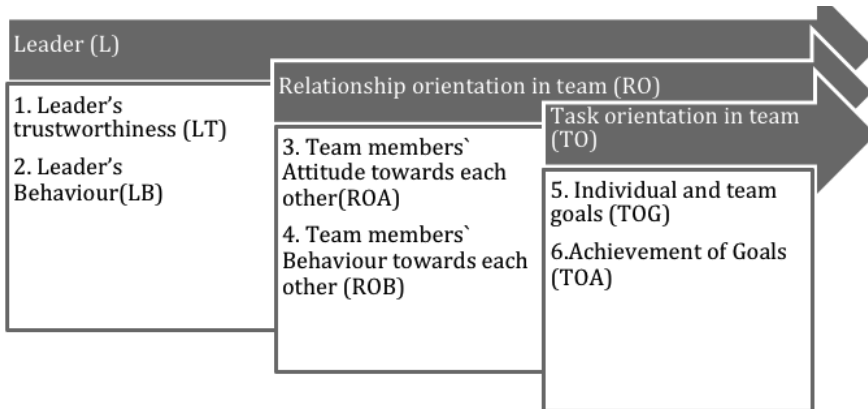 Leader (L)
1. Leader’s
trustworthiness (LT)
2. Leader’s
Behaviour(LB)
Relationship orientation in team (RO)
3. Team members`
Attitude towards each
other(ROA)
4. Team members`
Behaviour towards each
other (ROB)
Task orientation in team
(TO)
5. Individual and team
goals (TOG)
6.Achievement of Goals
(TOA)